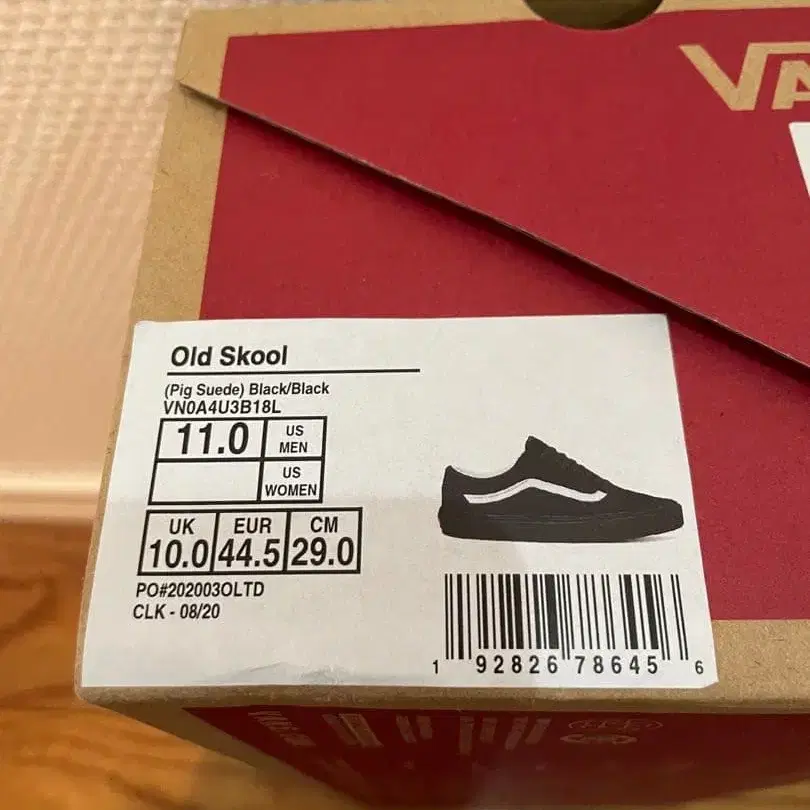 VA
Old Skool
(Pig Suede) Black/Black
VN0A4U3B18L
11.0 US MEN
US WOMEN
UK EUR CM
10.0 44.5 29.0
PO#202003OLTD
CLK - 08/20
1 92826 78645 6